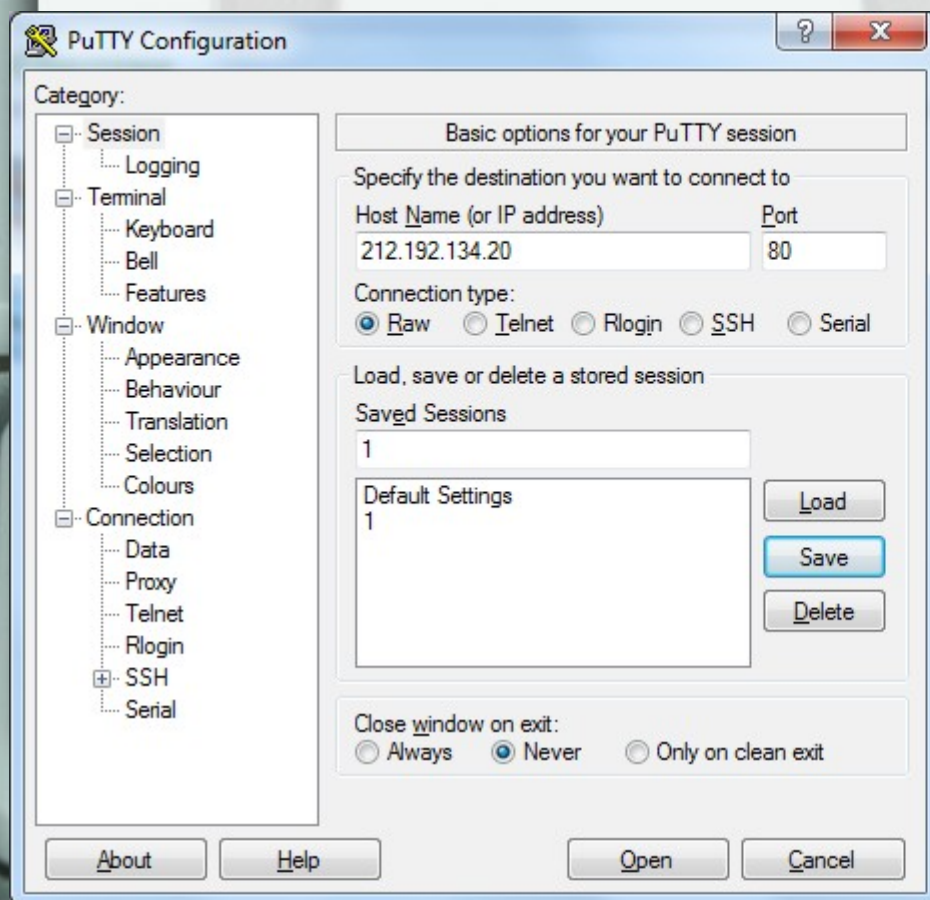 PuTTY Configuration
Category:
Session
Logging
Terminal
Keyboard
Bell
Features
Window
Appearance
Behaviour
Translation
Selection
Colours
Connection
Data
Proxy
Telnet
Rlogin
SSH
Serial
Basic options for your PuTTY session
Specify the destination you want to connect to
Host Name (or IP address) Port
212.192.134.20 80
Connection type:
Raw Telnet Rlogin SSH Serial
Load, save or delete a stored session
Saved Sessions
1
Default Settings
1
Load
Save
Delete
Close window on exit:
Always Never Only on clean exit
About Help Open Cancel